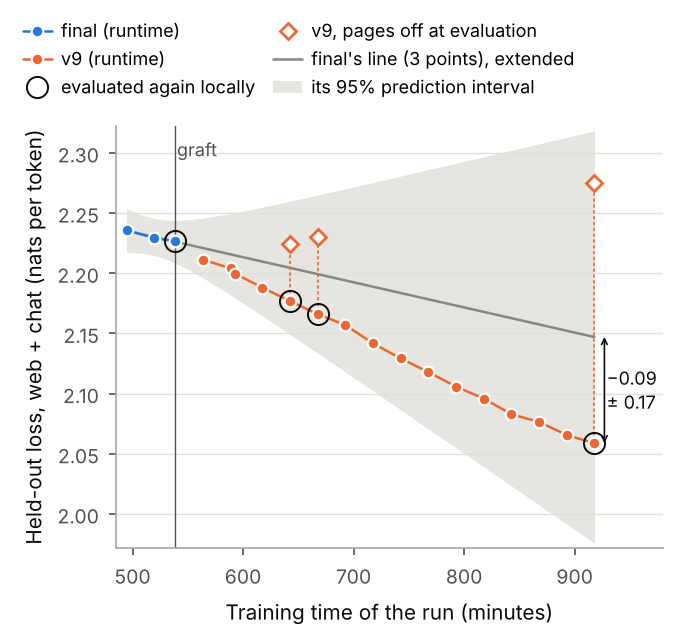 final (runtime)
v9 (runtime)
evaluated again locally
v9, pages off at evaluation
final's line (3 points), extended
its 95% prediction interval
Held-out loss, web + chat (nats per token)
2.30
2.25
2.20
2.15
2.10
2.05
2.00
graft
−0.09
± 0.17
500
600
700
800
900
Training time of the run (minutes)